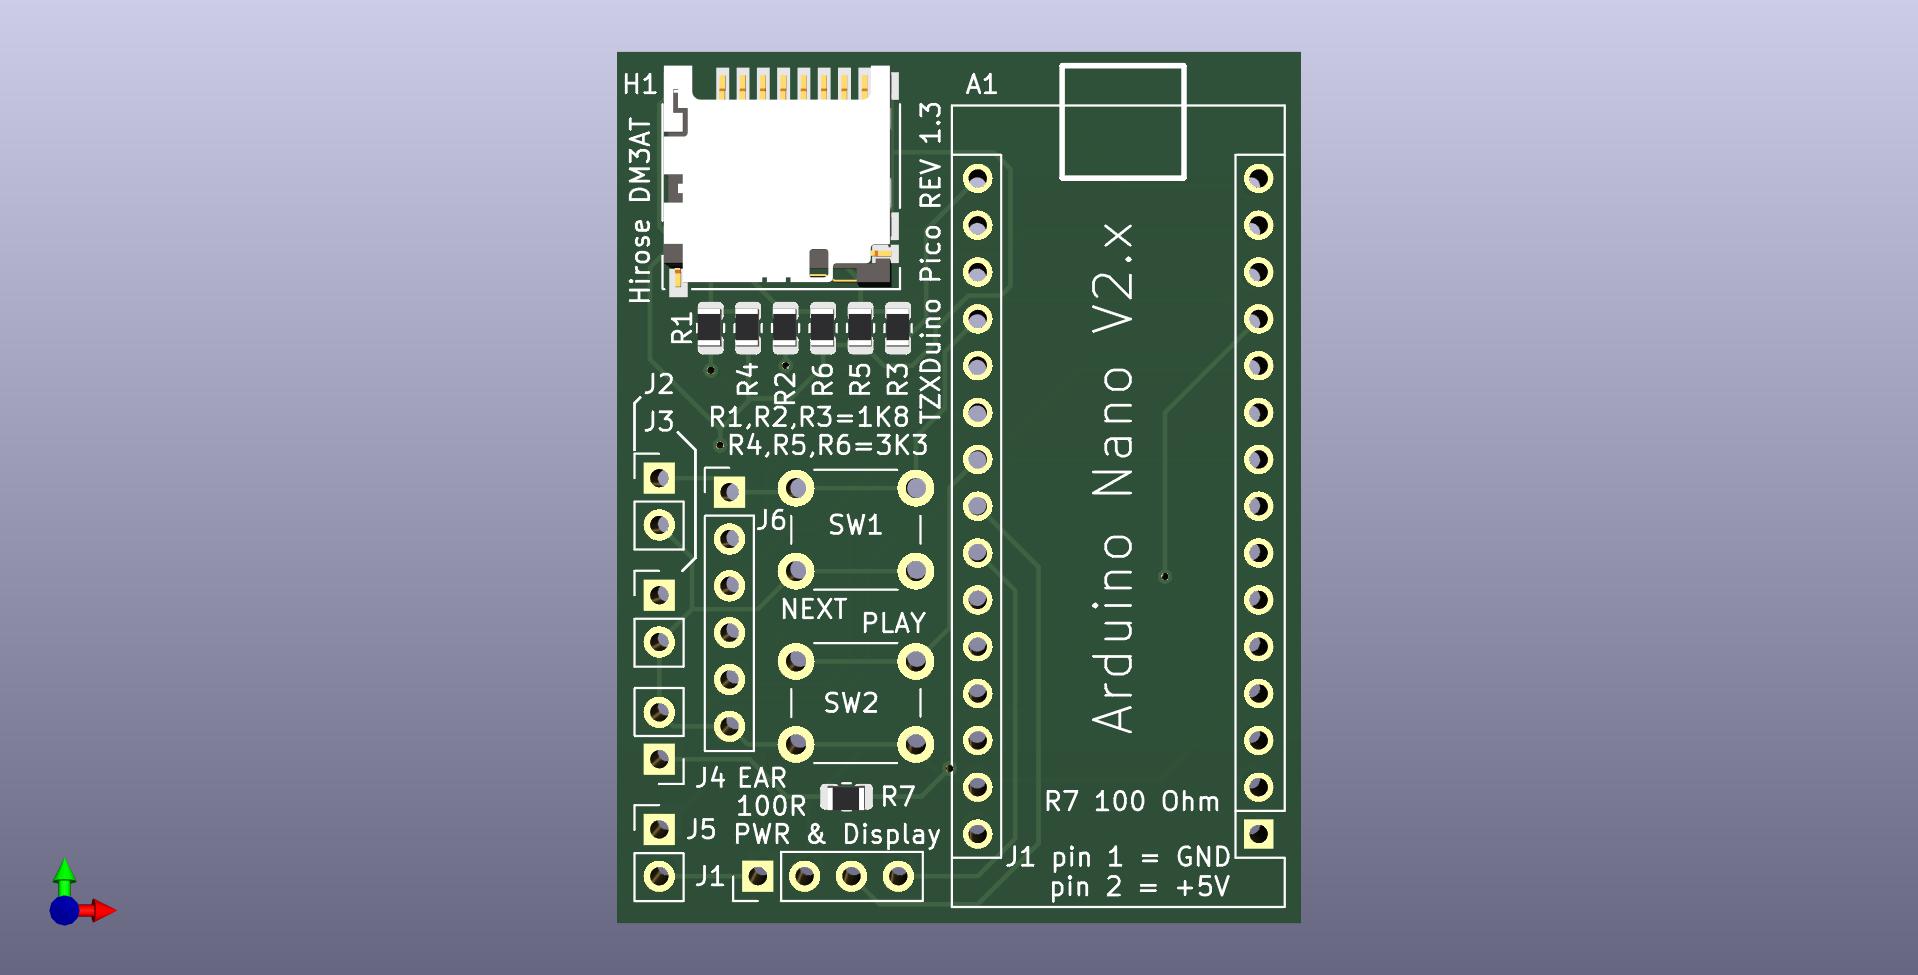 H1
A1
Hirose DM3AT
TZXDuino Pico REV 1.3
Arduino Nano V2.x
R1
R4
R2
R6
R5
R3
J2
J3
R1,R2,R3=1K8
R4,R5,R6=3K3
J6
SW1
NEXT
PLAY
SW2
J4 EAR
100R
R7
R7 100 Ohm
J5
PWR & Display
J1
J1 pin 1 = GND
pin 2 = +5V